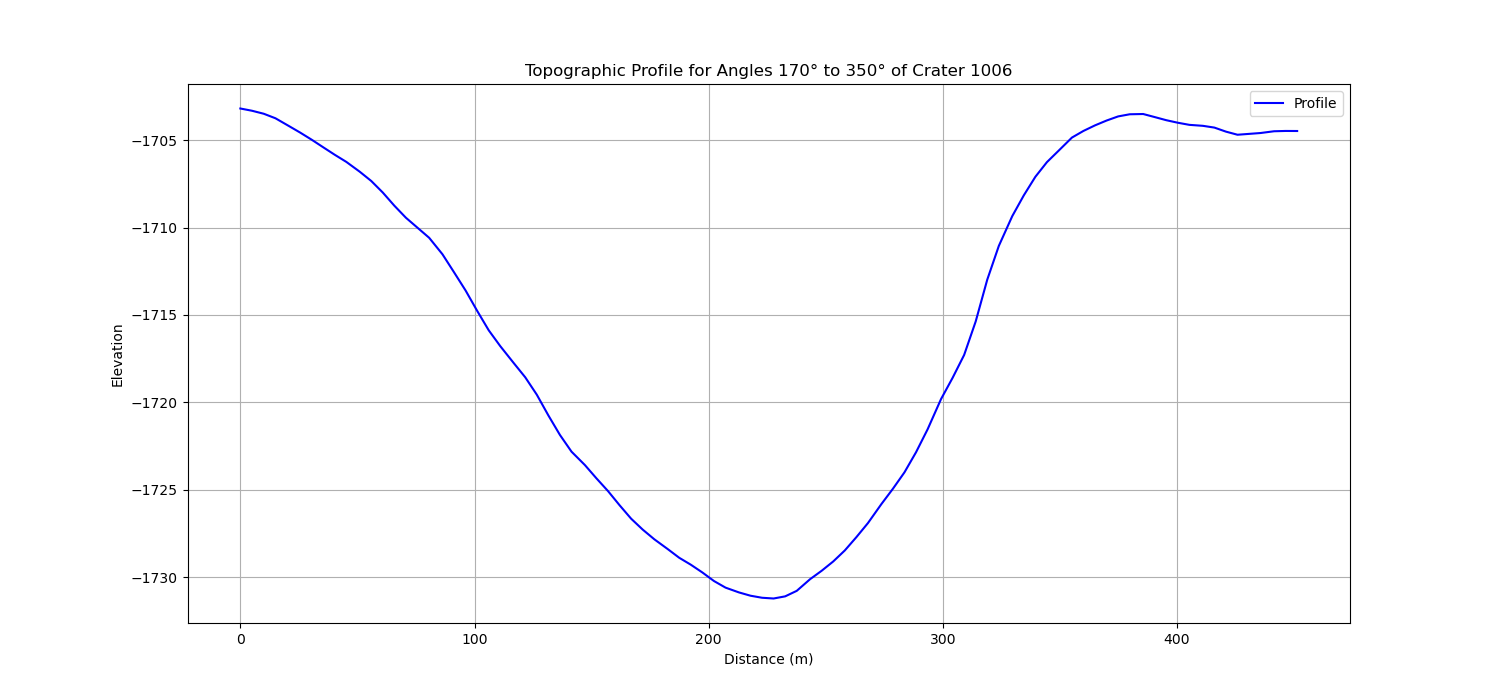 Topographic Profile for Angles 170° to 350° of Crater 1006
Profile
−1705
−1710
−1715
−1720
−1725
−1730
Elevation
0 100 200 300 400
Distance (m)